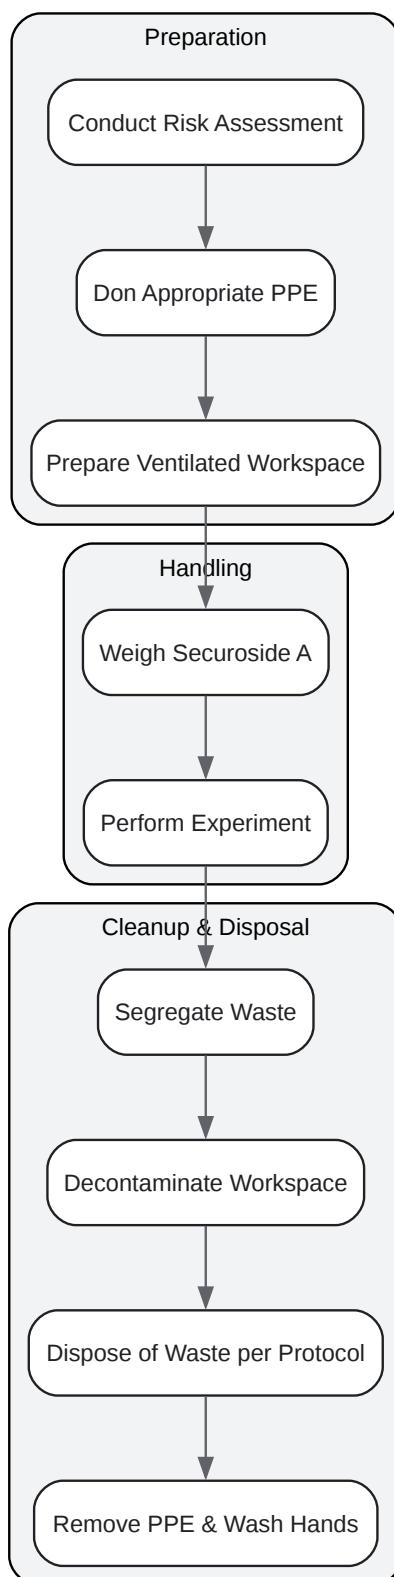 Preparation
Conduct Risk Assessment
Don Appropriate PPE
Prepare Ventilated Workspace
Handling
Weigh Securoside A
Perform Experiment
Cleanup & Disposal
Segregate Waste
Decontaminate Workspace
Dispose of Waste per Protocol
Remove PPE & Wash Hands